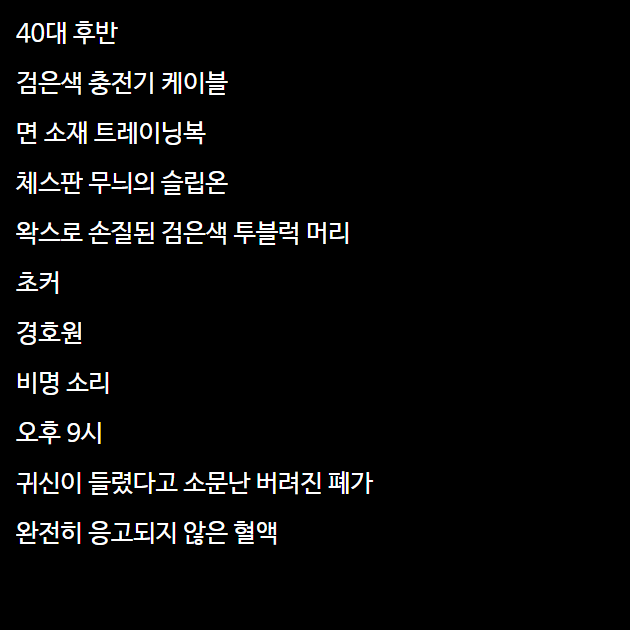 40대 후반
검은색 충전기 케이블
면 소재 트레이닝복
체스판 무늬의 슬립온
왁스로 손질된 검은색 투블럭 머리
초커
경호원
비명 소리
오후 9시
귀신이 들렸다고 소문난 버려진 폐가
완전히 응고되지 않은 혈액